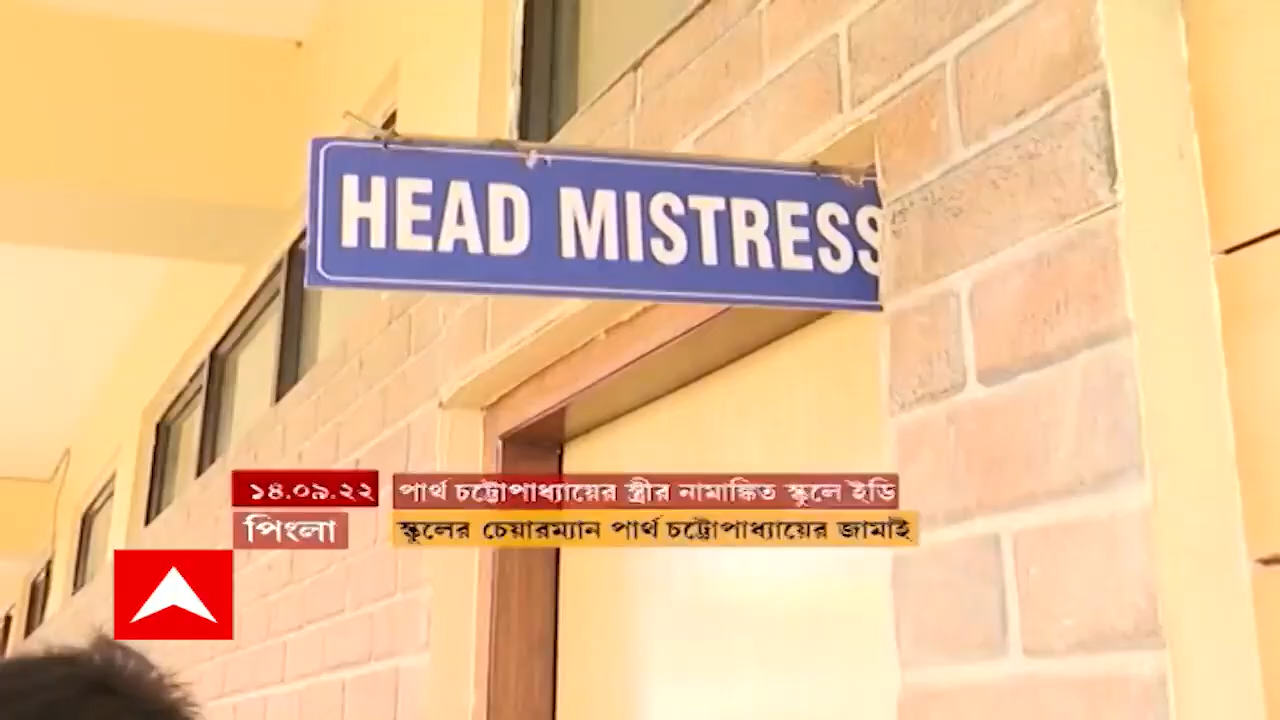 HEAD MISTRESS
১৪.০৯.২২
পার্থ চট্টোপাধ্যায়ের স্ত্রীর নামাঙ্কিত স্কুলে ইডি
পিংলা
স্কুলের চেয়ারম্যান পার্থ চট্টোপাধ্যায়ের জামাই